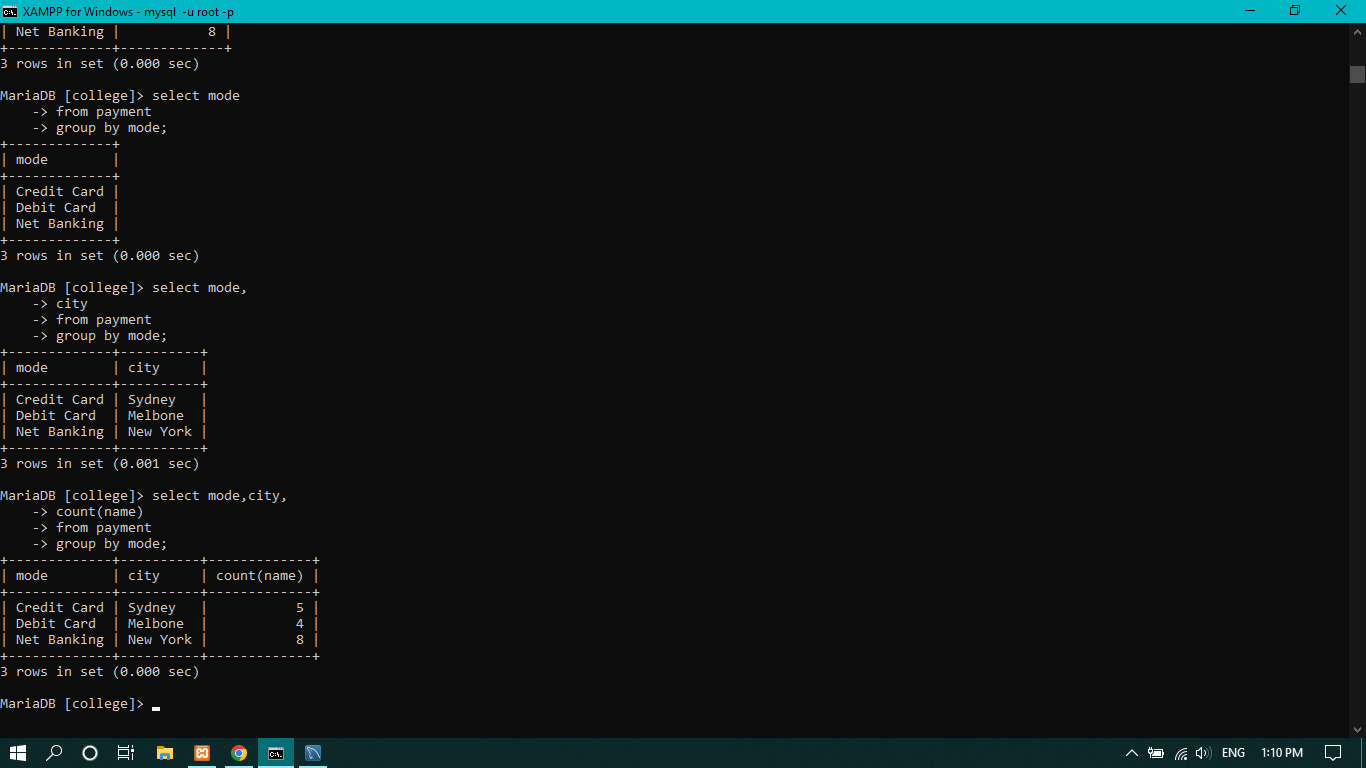 XAMPP for Windows - mysql -u root -p
| Net Banking |           8 |
+-------------+-------------+
3 rows in set (0.000 sec)
MariaDB [college]> select mode
    -> from payment
    -> group by mode;
+-------------+
| mode        |
+-------------+
| Credit Card |
| Debit Card  |
| Net Banking |
+-------------+
3 rows in set (0.000 sec)
MariaDB [college]> select mode,
    -> city
    -> from payment
    -> group by mode;
+-------------+----------+
| mode        | city     |
+-------------+----------+
| Credit Card | Sydney   |
| Debit Card  | Melbone  |
| Net Banking | New York |
+-------------+----------+
3 rows in set (0.001 sec)
MariaDB [college]> select mode,city,
    -> count(name)
    -> from payment
    -> group by mode;
+-------------+----------+-------------+
| mode        | city     | count(name) |
+-------------+----------+-------------+
| Credit Card | Sydney   |           5 |
| Debit Card  | Melbone  |           4 |
| Net Banking | New York |           8 |
+-------------+----------+-------------+
3 rows in set (0.000 sec)
MariaDB [college]>
ENG 1:10 PM